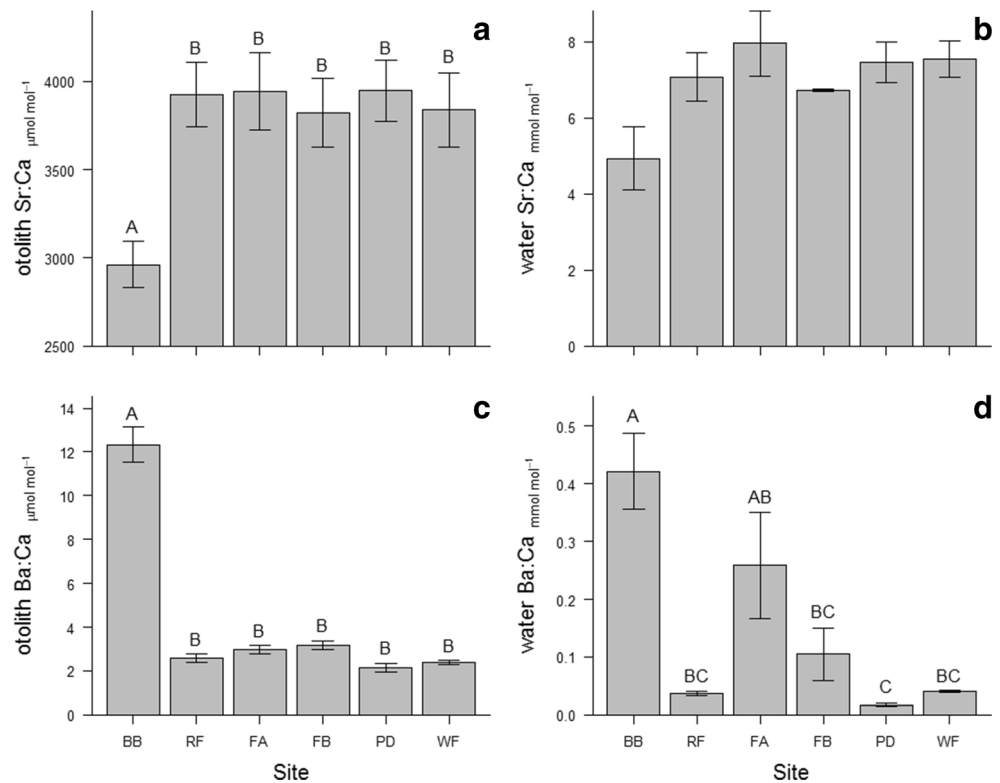 a
otolith Sr:Ca µmol mol⁻¹
4000
3500
3000
2500
A
B
B
B
B
B
b
water Sr:Ca mmol mol⁻¹
8
6
4
2
0
c
otolith Ba:Ca µmol mol⁻¹
14
12
10
8
6
4
2
0
A
B
B
B
B
B
BB RF FA FB PD WF
Site
d
water Ba:Ca mmol mol⁻¹
0.5
0.4
0.3
0.2
0.1
0.0
A
BC
AB
BC
C
BC
BB RF FA FB PD WF
Site